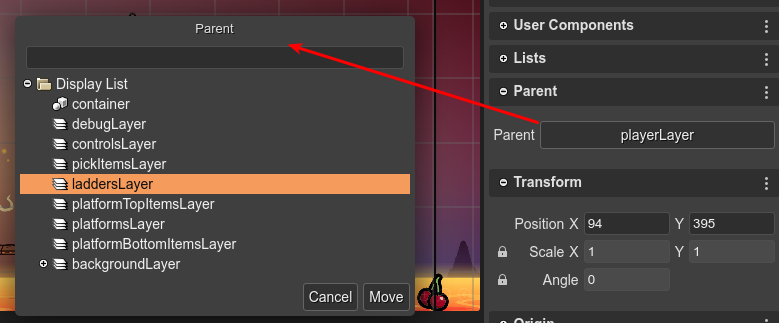 Parent
Display List
container
debugLayer
controlsLayer
pickItemsLayer
laddersLayer
platformTopItemsLayer
platformsLayer
platformBottomItemsLayer
backgroundLayer
Cancel Move
User Components
Lists
Parent
Parent playerLayer
Transform
Position X 94 Y 395
Scale X 1 Y 1
Angle 0
Origin